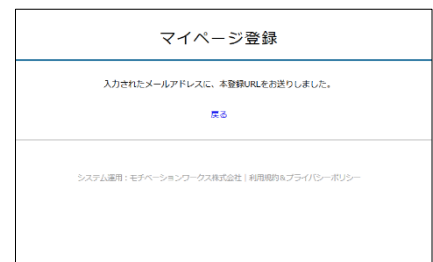 マイページ登録
入力されたメールアドレスに、本登録URLをお送りしました。
戻る
システム運用：モチベーションワークス株式会社｜利用規約&プライバシーポリシー